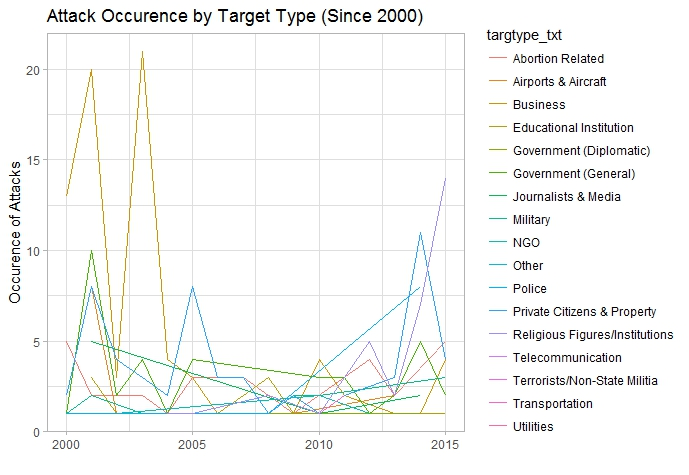 Attack Occurence by Target Type (Since 2000)
Occurence of Attacks
20
15
10
5
0
2000
2005
2010
2015
targtype_txt
Abortion Related
Airports & Aircraft
Business
Educational Institution
Government (Diplomatic)
Government (General)
Journalists & Media
Military
NGO
Other
Police
Private Citizens & Property
Religious Figures/Institutions
Telecommunication
Terrorists/Non-State Militia
Transportation
Utilities